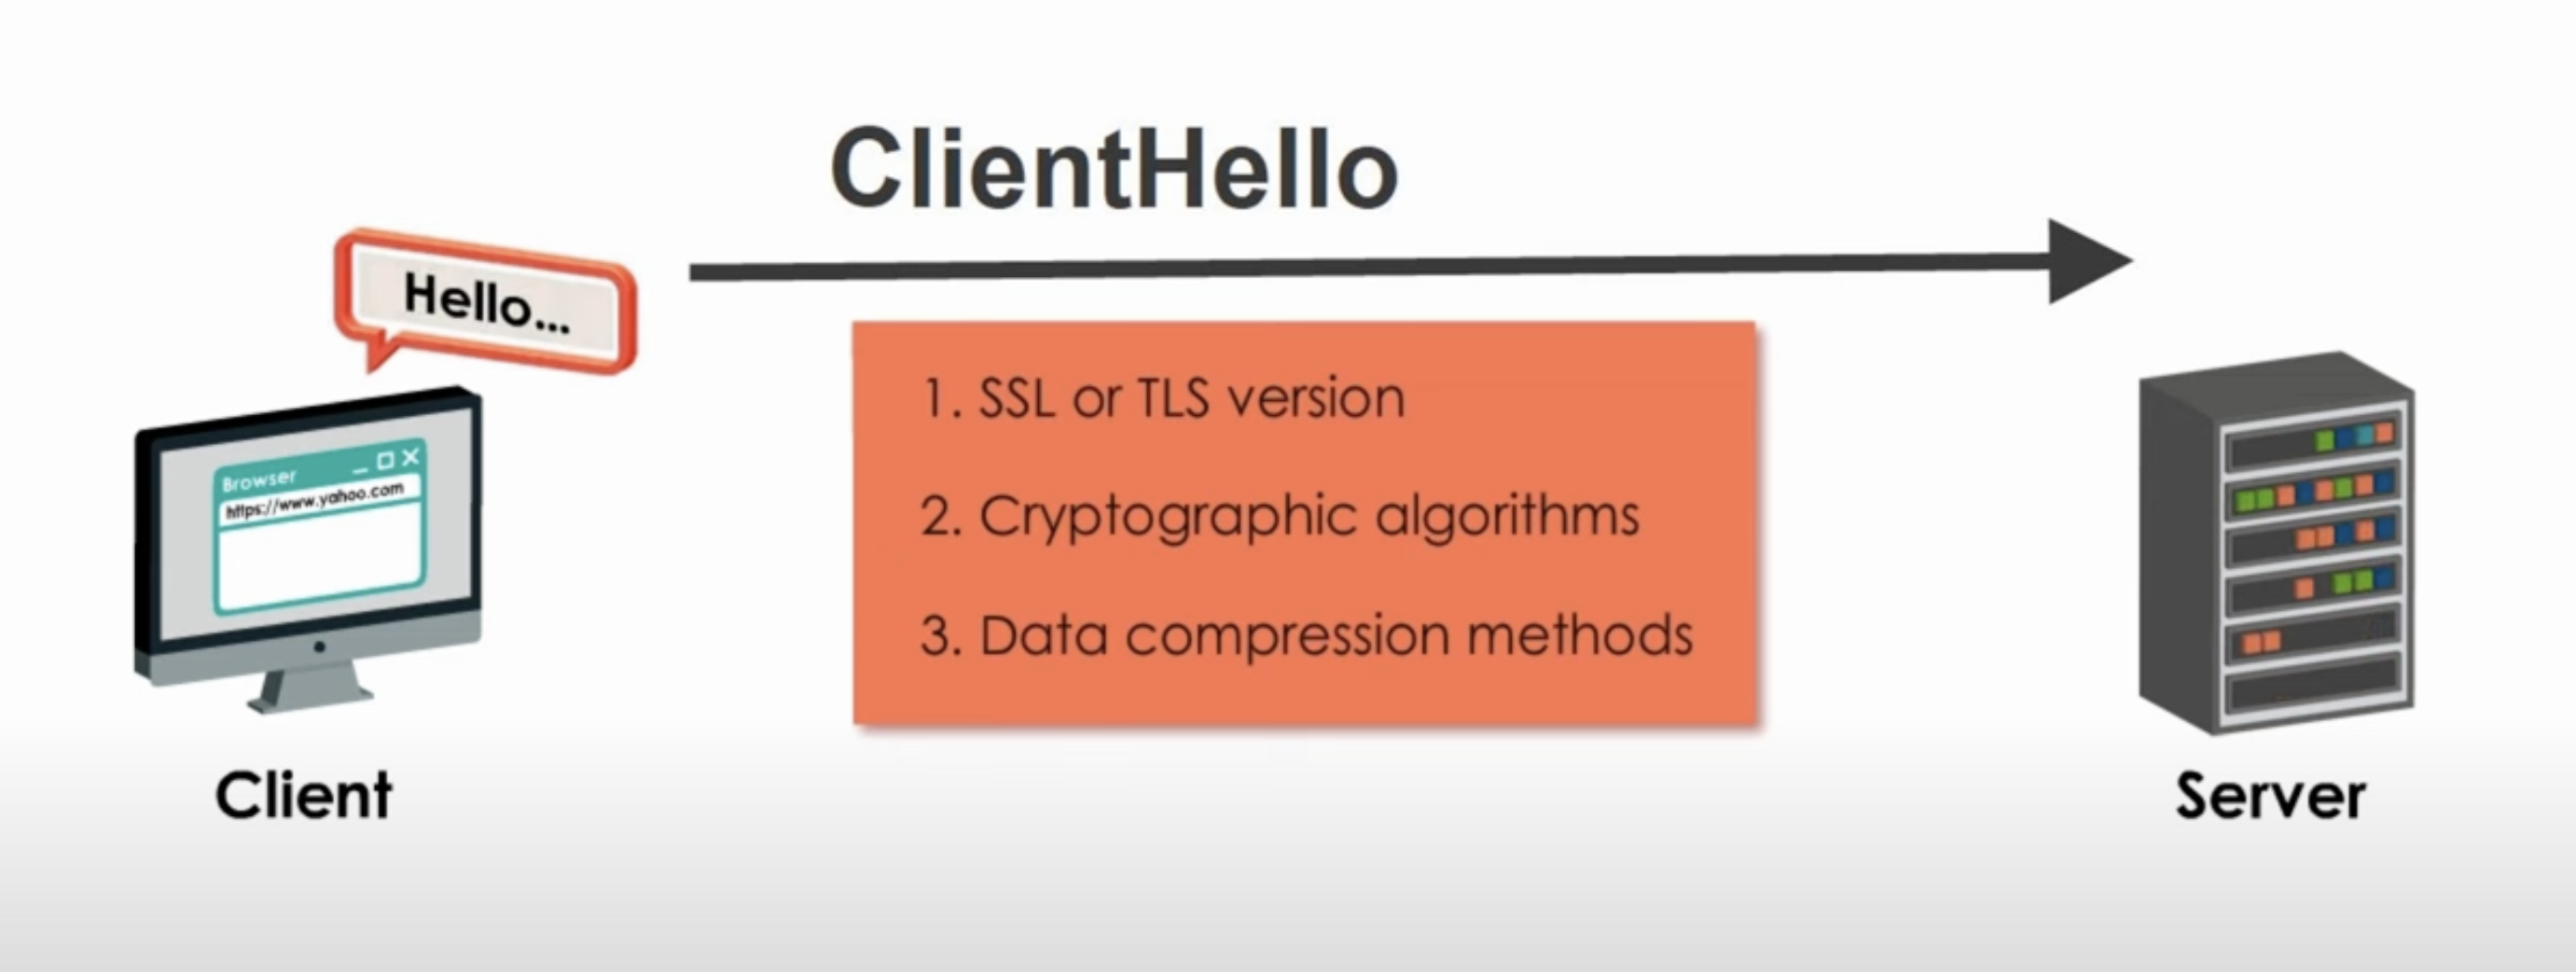 ClientHello
Hello...
Browser
https://www.yahoo.com
1. SSL or TLS version
2. Cryptographic algorithms
3. Data compression methods
Client
Server